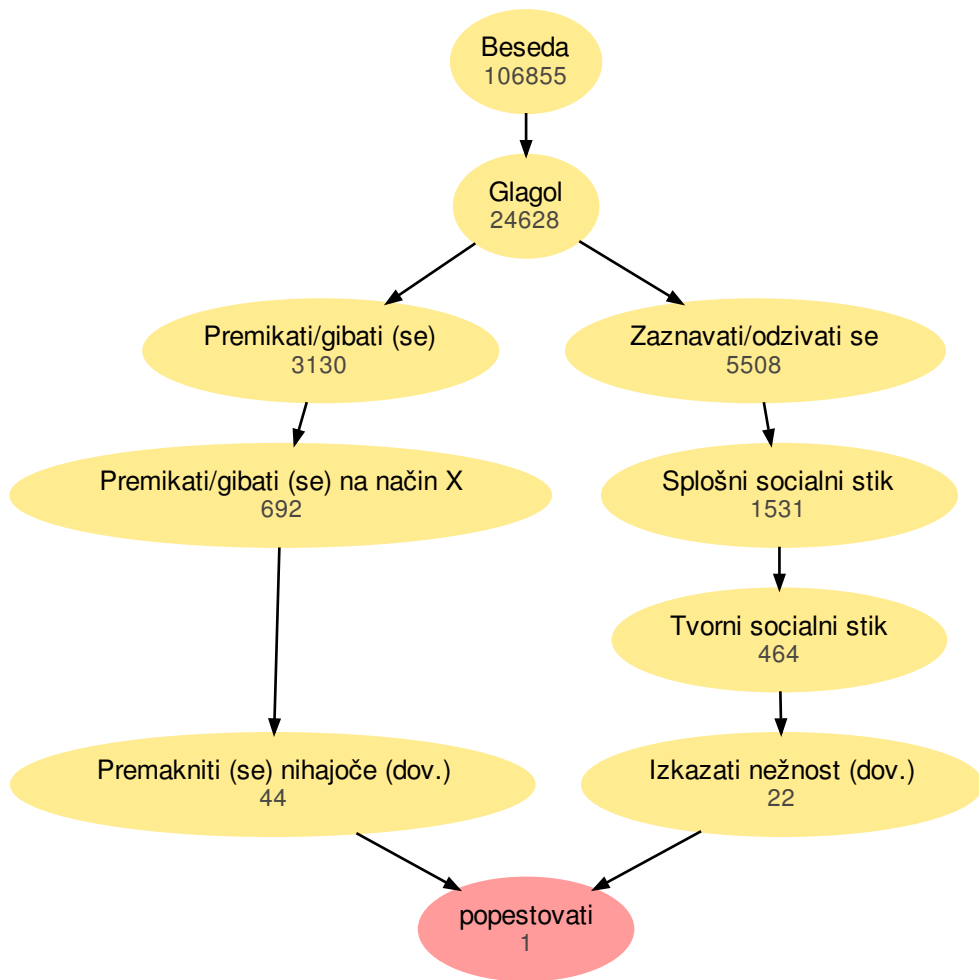 Beseda
106855
Glagol
24628
Premikati/gibati (se)
3130
Zaznavati/odzivati se
5508
Premikati/gibati (se) na način X
692
Splošni socialni stik
1531
Tvorni socialni stik
464
Premakniti (se) nihajoče (dov.)
44
Izkazati nežnost (dov.)
22
popestovati
1